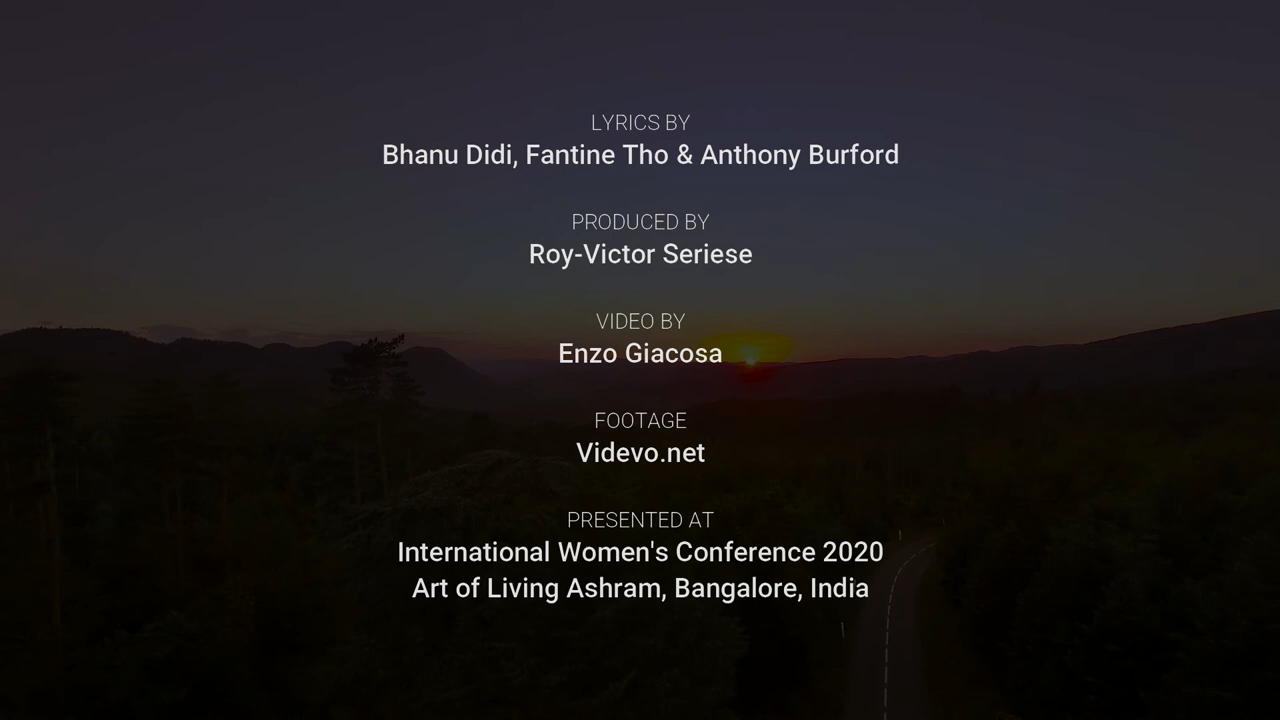 LYRICS BY
Bhanu Didi, Fantine Tho & Anthony Burford
PRODUCED BY
Roy-Victor Seriese
VIDEO BY
Enzo Giacosa
FOOTAGE
Videvo.net
PRESENTED AT
International Women's Conference 2020
Art of Living Ashram, Bangalore, India